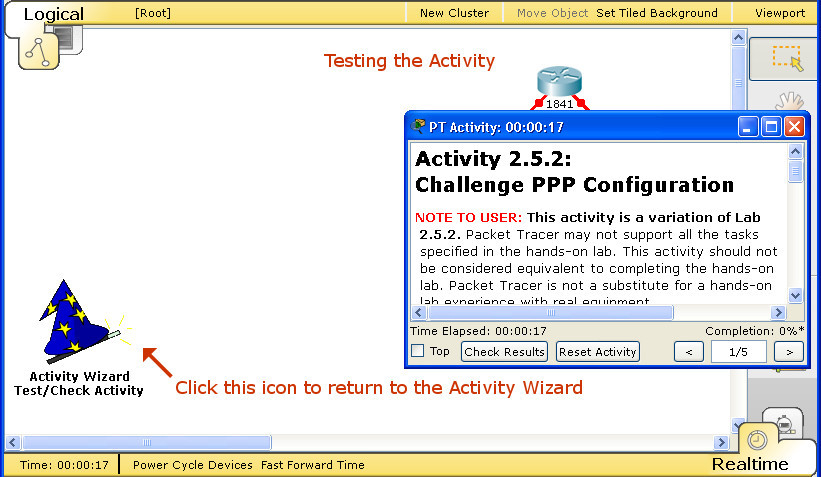 Logical [Root] New Cluster Move Object Set Tiled Background Viewport
Testing the Activity
1841
PT Activity: 00:00:17
Activity 2.5.2:
Challenge PPP Configuration
NOTE TO USER: This activity is a variation of Lab
2.5.2. Packet Tracer may not support all the tasks
specified in the hands-on lab. This activity should not
be considered equivalent to completing the hands-on
lab. Packet Tracer is not a substitute for a hands-on
lab experience with real equipment.
Time Elapsed: 00:00:17 Completion: 0%*
Top Check Results Reset Activity < 1/5 >
Activity Wizard
Test/Check Activity
Click this icon to return to the Activity Wizard
Time: 00:00:17 Power Cycle Devices Fast Forward Time
Realtime